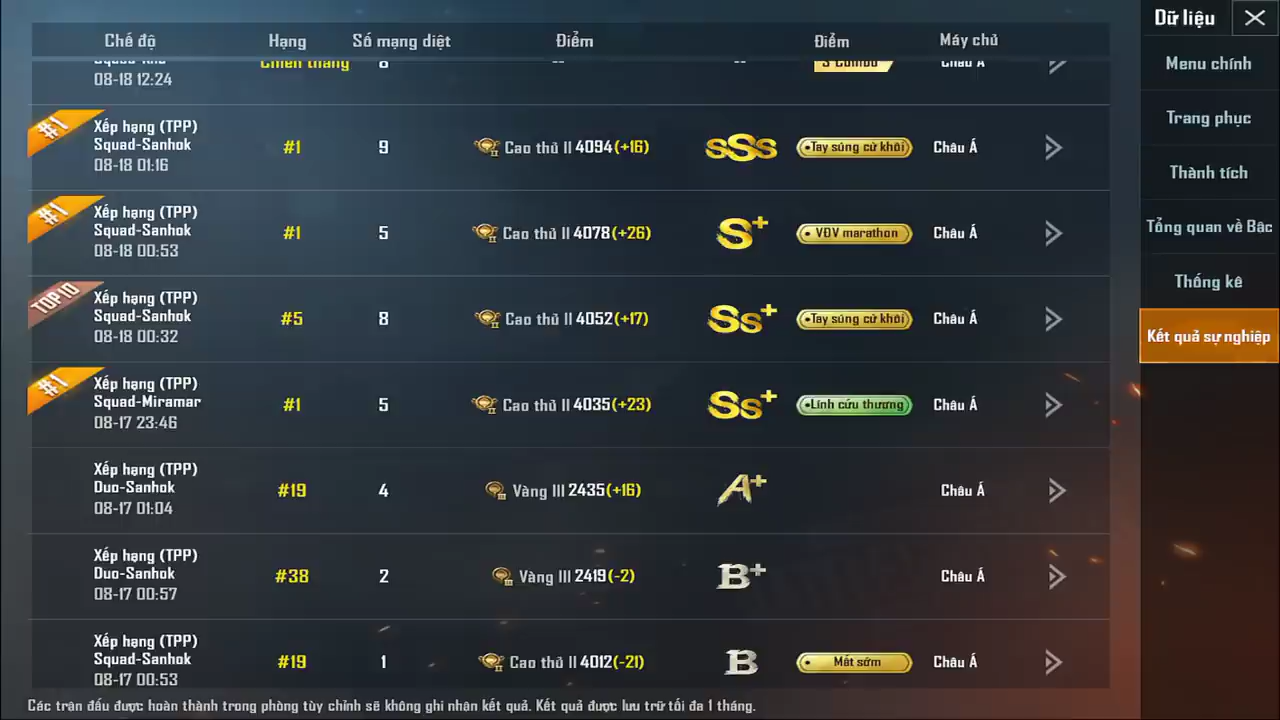 Chế độ
Hạng
Số mạng diệt
Điểm
Điểm
Máy chủ
08-18 12:24
Chiến thắng
8
--
--
3 Combo
Châu Á
#1
Xếp hạng (TPP)
Squad-Sanhok
08-18 01:16
#1
9
Cao thủ II 4094(+16)
SSS
Tay súng cừ khôi
Châu Á
#1
Xếp hạng (TPP)
Squad-Sanhok
08-18 00:53
#1
5
Cao thủ II 4078(+26)
S+
VĐV marathon
Châu Á
TOP10
Xếp hạng (TPP)
Squad-Sanhok
08-18 00:32
#5
8
Cao thủ II 4052(+17)
SS+
Tay súng cừ khôi
Châu Á
#1
Xếp hạng (TPP)
Squad-Miramar
08-17 23:46
#1
5
Cao thủ II 4035(+23)
SS+
Lính cứu thương
Châu Á
Xếp hạng (TPP)
Duo-Sanhok
08-17 01:04
#19
4
Vàng III 2435(+16)
A+
Châu Á
Xếp hạng (TPP)
Duo-Sanhok
08-17 00:57
#38
2
Vàng III 2419(-2)
B+
Châu Á
Xếp hạng (TPP)
Squad-Sanhok
08-17 00:53
#19
1
Cao thủ II 4012(-21)
B
Mất sớm
Châu Á
Các trận đấu được hoàn thành trong phòng tùy chỉnh sẽ không ghi nhận kết quả. Kết quả được lưu trữ tối đa 1 tháng.
Dữ liệu
Menu chính
Trang phục
Thành tích
Tổng quan về Bậc
Thống kê
Kết quả sự nghiệp